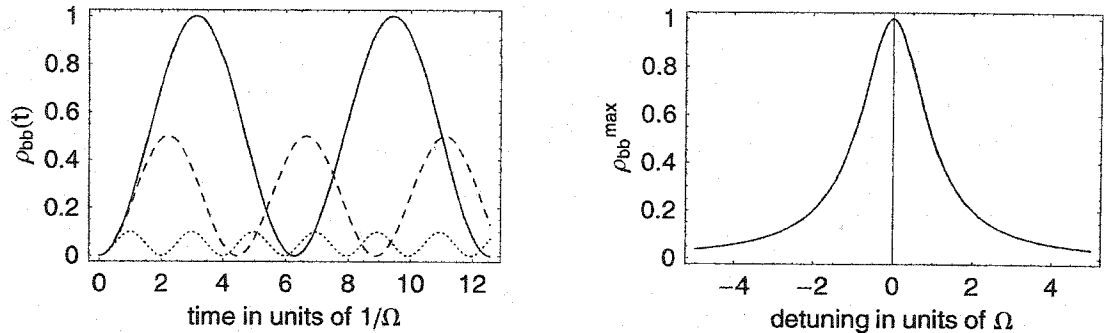 1
0.8
0.6
0.4
0.2
0
ρbb(t)
0 2 4 6 8 10 12
time in units of 1/Ω
1
0.8
0.6
0.4
0.2
0
ρbb^max
−4 −2 0 2 4
detuning in units of Ω